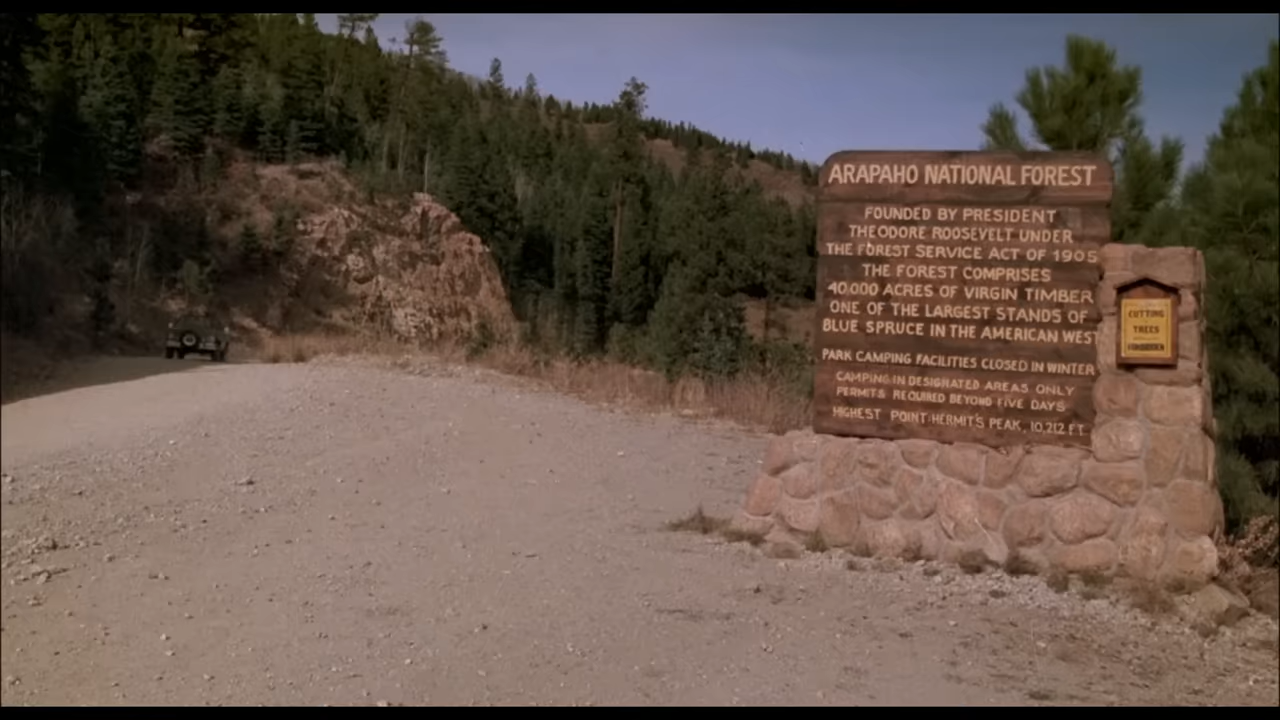 ARAPAHO NATIONAL FOREST
FOUNDED BY PRESIDENT
THEODORE ROOSEVELT UNDER
THE FOREST SERVICE ACT OF 1905
THE FOREST COMPRISES
40,000 ACRES OF VIRGIN TIMBER
ONE OF THE LARGEST STANDS OF
BLUE SPRUCE IN THE AMERICAN WEST
PARK CAMPING FACILITIES CLOSED IN WINTER
CAMPING IN DESIGNATED AREAS ONLY
PERMITS REQUIRED BEYOND FIVE DAYS
HIGHEST POINT: HERMIT'S PEAK, 10,212 FT.
CUTTING
TREES
FORBIDDEN